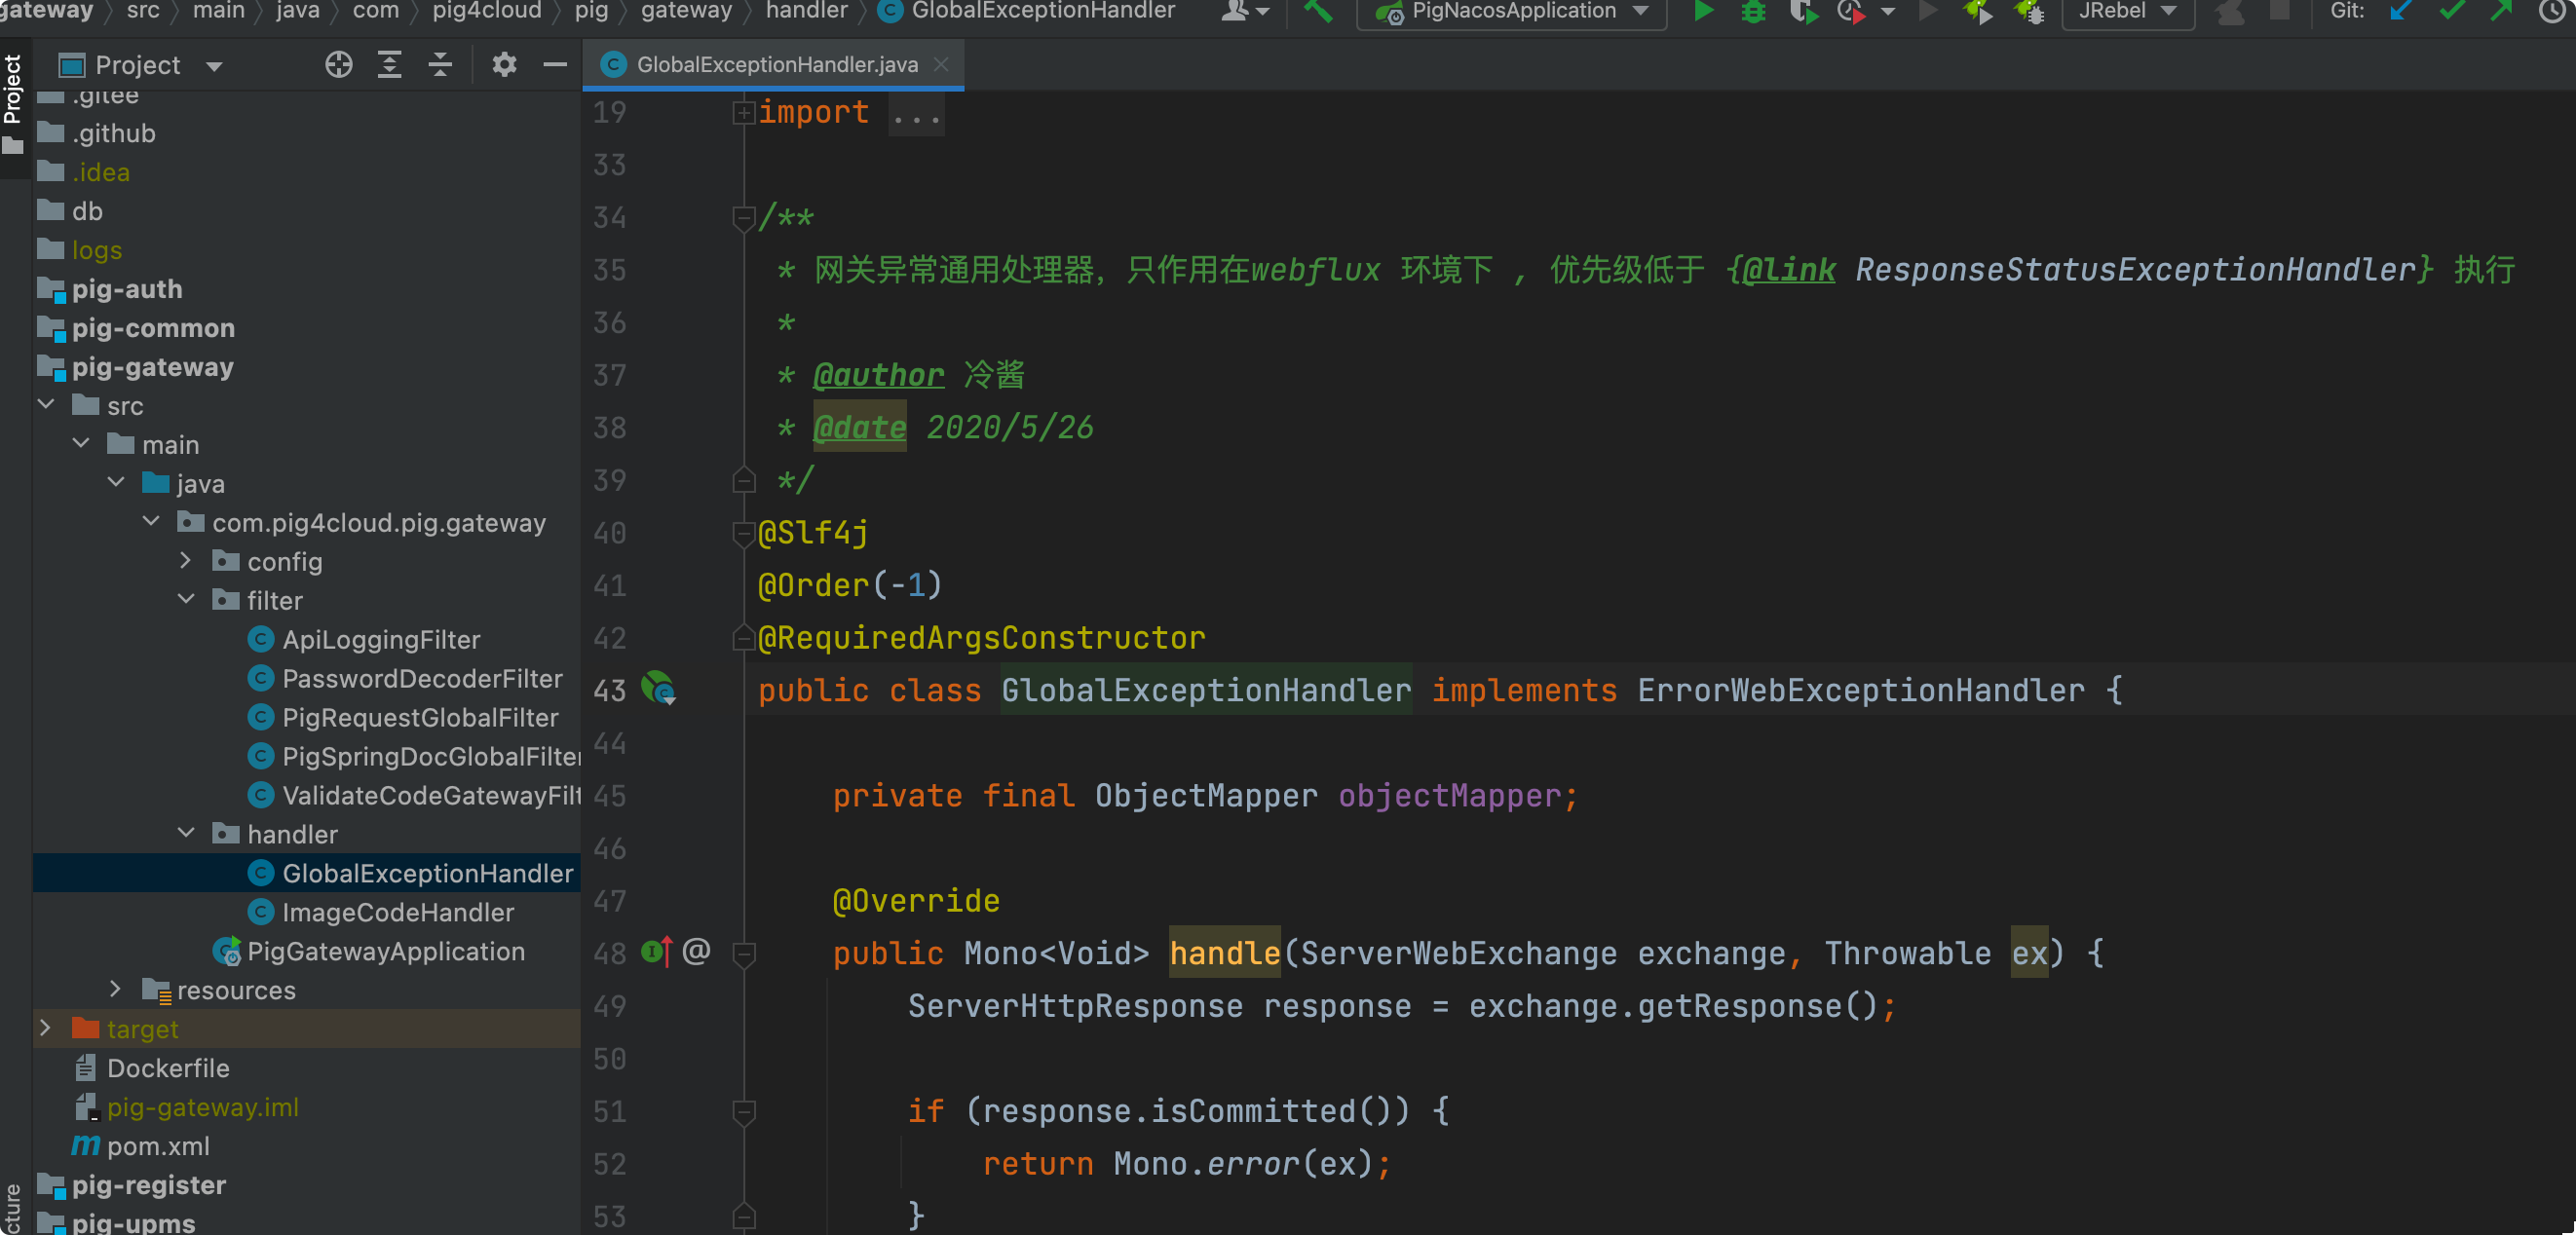 gateway src main java com pig4cloud pig gateway handler GlobalExceptionHandler PigNacosApplication JRebel Git:
Project
Project
GlobalExceptionHandler.java
.gitee
.github
.idea
db
logs
pig-auth
pig-common
pig-gateway
src
main
java
com.pig4cloud.pig.gateway
config
filter
ApiLoggingFilter
PasswordDecoderFilter
PigRequestGlobalFilter
PigSpringDocGlobalFilter
ValidateCodeGatewayFilt
handler
GlobalExceptionHandler
ImageCodeHandler
PigGatewayApplication
resources
target
Dockerfile
pig-gateway.iml
pom.xml
pig-register
pig-upms
cture
19 import ...
33
34 /**
35 * 网关异常通用处理器，只作用在webflux 环境下 , 优先级低于 {@link ResponseStatusExceptionHandler} 执行
36 *
37 * @author 冷酱
38 * @date 2020/5/26
39 */
40 @Slf4j
41 @Order(-1)
42 @RequiredArgsConstructor
43 public class GlobalExceptionHandler implements ErrorWebExceptionHandler {
44
45 private final ObjectMapper objectMapper;
46
47 @Override
48 @ public Mono<Void> handle(ServerWebExchange exchange, Throwable ex) {
49 ServerHttpResponse response = exchange.getResponse();
50
51 if (response.isCommitted()) {
52 return Mono.error(ex);
53 }